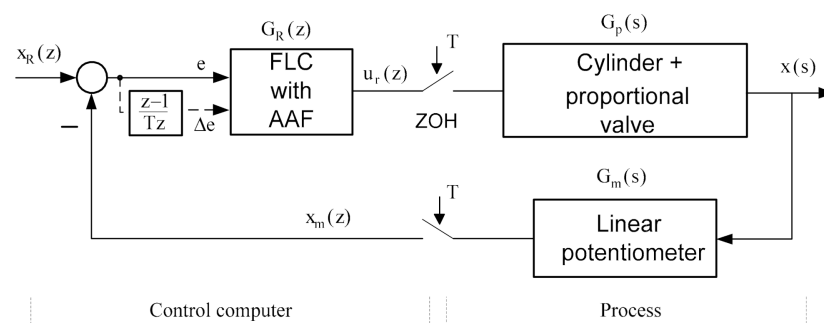 G_R(z)
G_p(s)
x_R(z)
e
FLC
with
AAF
u_r(z)
T
Cylinder +
proportional
valve
x(s)
z-1
Tz
Δe
ZOH
−
G_m(s)
T
x_m(z)
Linear
potentiometer
Control computer
Process